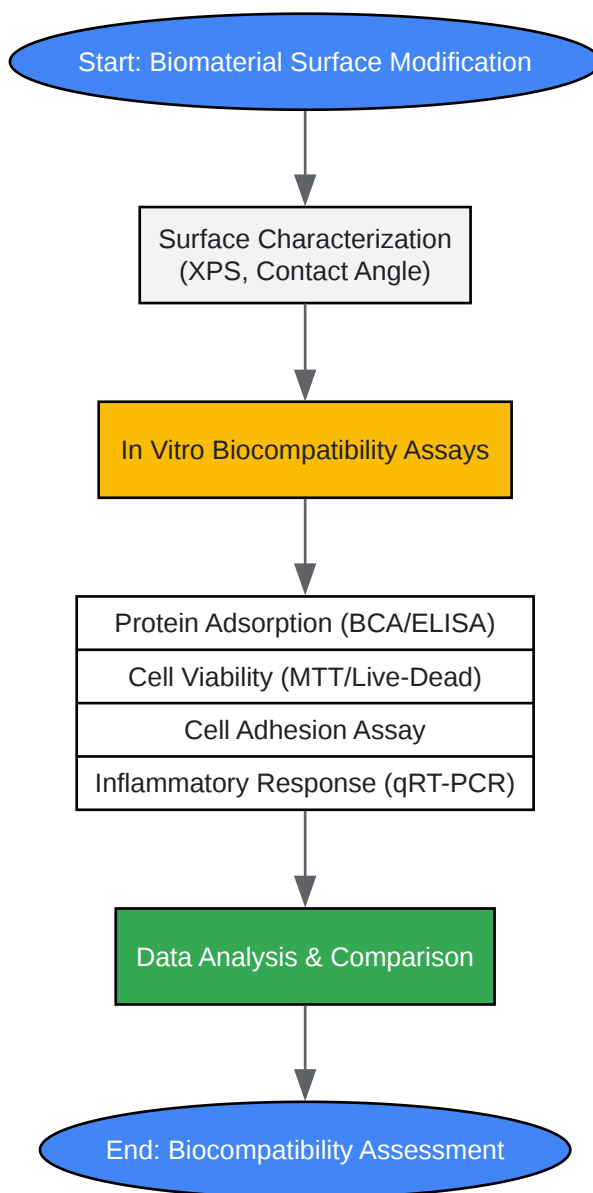 Start: Biomaterial Surface Modification
Surface Characterization
(XPS, Contact Angle)
In Vitro Biocompatibility Assays
Protein Adsorption (BCA/ELISA)
Cell Viability (MTT/Live-Dead)
Cell Adhesion Assay
Inflammatory Response (qRT-PCR)
Data Analysis & Comparison
End: Biocompatibility Assessment